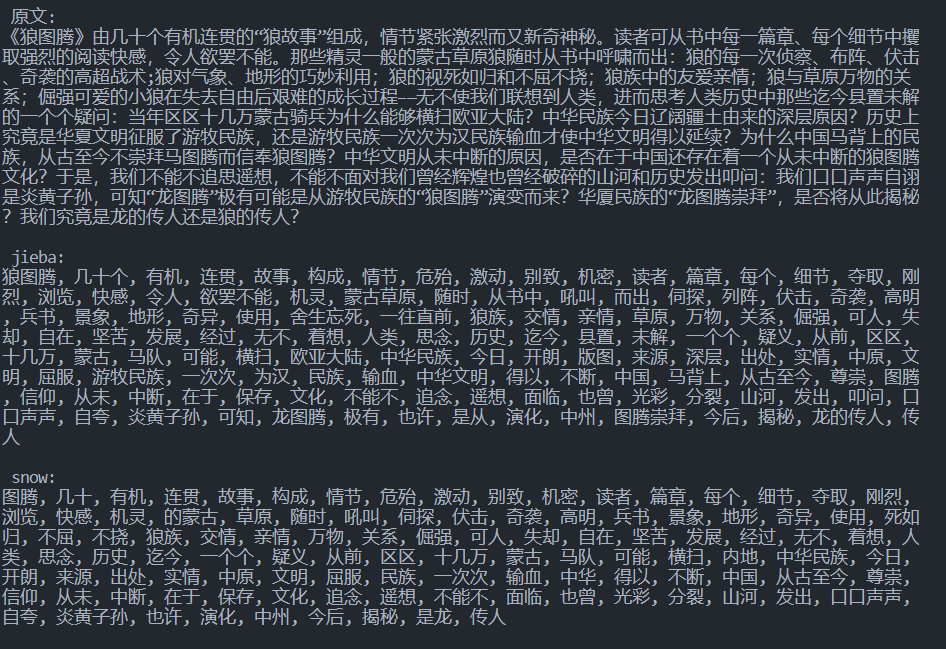 原文:
《狼图腾》由几十个有机连贯的“狼故事”组成，情节紧张激烈而又新奇神秘。读者可从书中每一篇章、每个细节中攫
取强烈的阅读快感，令人欲罢不能。那些精灵一般的蒙古草原狼随时从书中呼啸而出：狼的每一次侦察、布阵、伏击
、奇袭的高超战术;狼对气象、地形的巧妙利用；狼的视死如归和不屈不挠；狼族中的友爱亲情；狼与草原万物的关
系；倔强可爱的小狼在失去自由后艰难的成长过程—无不使我们联想到人类，进而思考人类历史中那些迄今县置未解
的一个个疑问：当年区区十几万蒙古骑兵为什么能够横扫欧亚大陆？中华民族今日辽阔疆土由来的深层原因？历史上
究竟是华夏文明征服了游牧民族，还是游牧民族一次次为汉民族输血才使中华文明得以延续？为什么中国马背上的民
族，从古至今不崇拜马图腾而信奉狼图腾？中华文明从未中断的原因，是否在于中国还存在着一个从未中断的狼图腾
文化？于是，我们不能不追思遥想，不能不面对我们曾经辉煌也曾经破碎的山河和历史发出叩问：我们口口声声自诩
是炎黄子孙，可知“龙图腾”极有可能是从游牧民族的“狼图腾”演变而来？华厦民族的“龙图腾崇拜”，是否将从此揭秘
？我们究竟是龙的传人还是狼的传人？
jieba:
狼图腾，几十个，有机，连贯，故事，构成，情节，危殆，激动，别致，机密，读者，篇章，每个，细节，夺取，刚
烈，浏览，快感，令人，欲罢不能，机灵，蒙古草原，随时，从书中，吼叫，而出，伺探，列阵，伏击，奇袭，高明
，兵书，景象，地形，奇异，使用，舍生忘死，一往直前，狼族，交情，亲情，草原，万物，关系，倔强，可人，失
却，自在，坚苦，发展，经过，无不，着想，人类，思念，历史，迄今，县置，未解，一个个，疑义，从前，区区，
十几万，蒙古，马队，可能，横扫，欧亚大陆，中华民族，今日，开朗，版图，来源，深层，出处，实情，中原，文
明，屈服，游牧民族，一次次，为汉，民族，输血，中华文明，得以，不断，中国，马背上，从古至今，尊崇，图腾
，信仰，从未，中断，在于，保存，文化，不能不，追念，遥想，面临，也曾，光彩，分裂，山河，发出，叩问，口
口声声，自夸，炎黄子孙，可知，龙图腾，极有，也许，是从，演化，中州，图腾崇拜，今后，揭秘，龙的传人，传
人
snow:
图腾，几十，有机，连贯，故事，构成，情节，危殆，激动，别致，机密，读者，篇章，每个，细节，夺取，刚烈，
浏览，快感，机灵，的蒙古，草原，随时，吼叫，伺探，伏击，奇袭，高明，兵书，景象，地形，奇异，使用，死如
归，不屈，不挠，狼族，交情，亲情，万物，关系，倔强，可人，失却，自在，坚苦，发展，经过，无不，着想，人
类，思念，历史，迄今，一个个，疑义，从前，区区，十几万，蒙古，马队，可能，横扫，内地，中华民族，今日，
开朗，来源，出处，实情，中原，文明，屈服，民族，一次次，输血，中华，得以，不断，中国，从古至今，尊崇，
信仰，从未，中断，在于，保存，文化，追念，遥想，不能不，面临，也曾，光彩，分裂，山河，发出，口口声声，
自夸，炎黄子孙，也许，演化，中州，今后，揭秘，是龙，传人